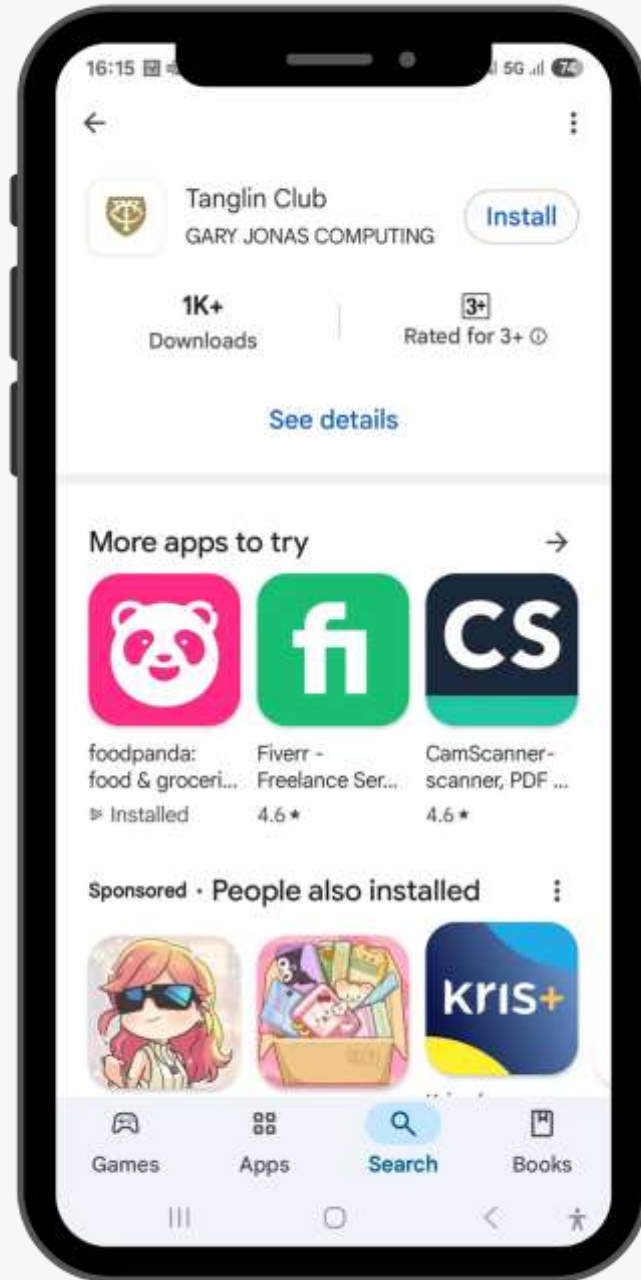 16:15
5G 74
Tanglin Club
GARY JONAS COMPUTING
Install
1K+
Downloads
3+
Rated for 3+
See details
More apps to try
fi
CS
foodpanda:
food & groceri...
Installed
Fiverr -
Freelance Ser...
4.6★
CamScanner-
scanner, PDF ...
4.6★
Sponsored · People also installed
kris+
Games
Apps
Search
Books